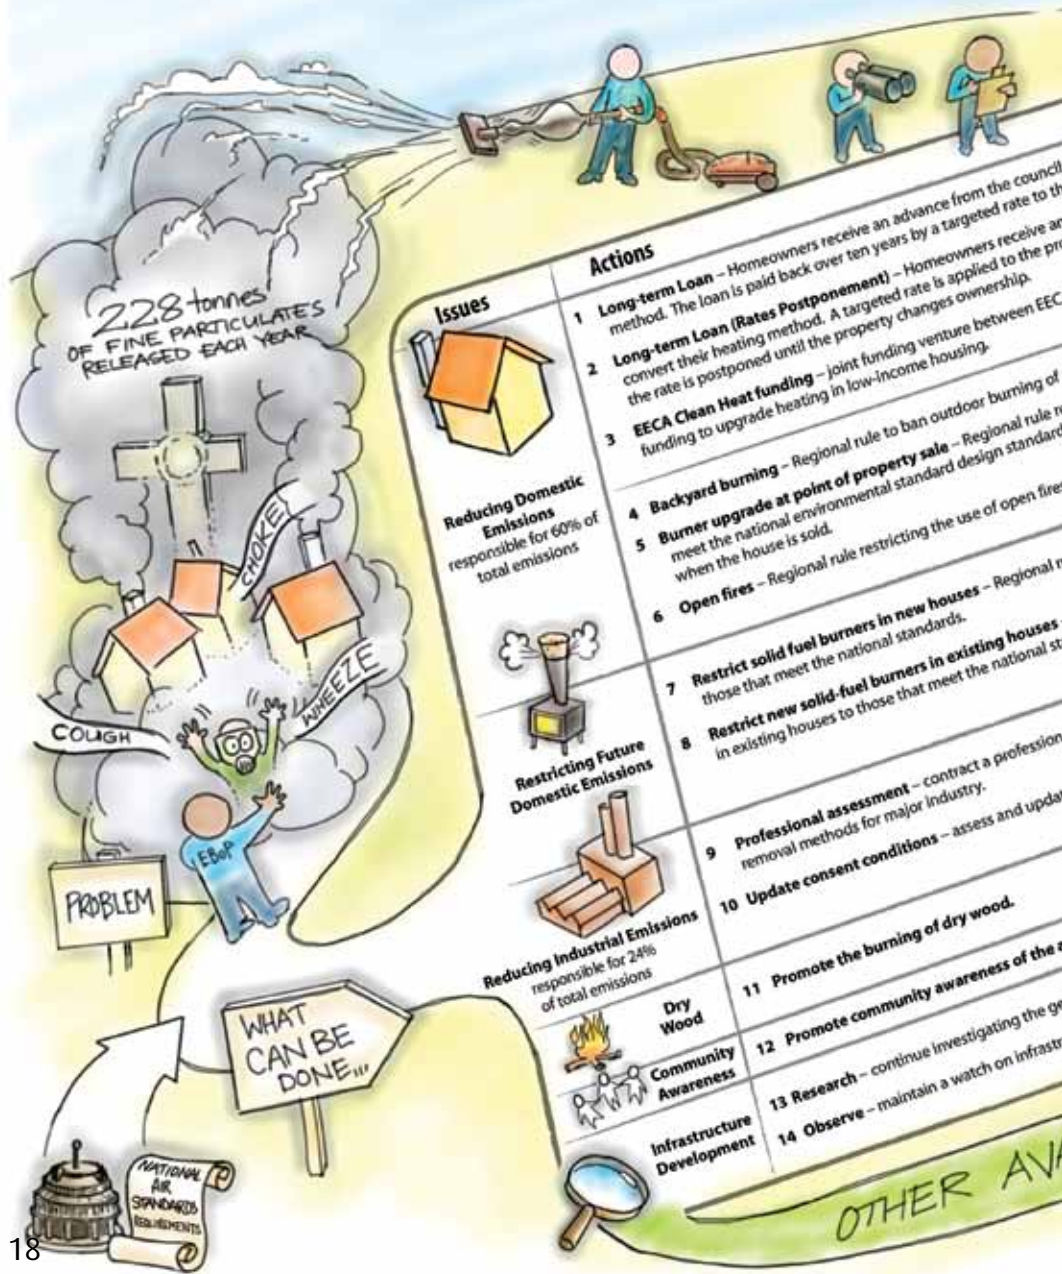 228 tonnes
OF FINE PARTICULATES
RELEASED EACH YEAR
CHOKE!
WHEEZE
COUGH
EBoP
PROBLEM
WHAT
CAN BE
DONE...
NATIONAL
AIR
STANDARDS
REQUIREMENTS
18
Issues
Actions
Reducing Domestic
Emissions
responsible for 60% of
total emissions
1 Long-term Loan – Homeowners receive an advance from the council
method. The loan is paid back over ten years by a targeted rate to th
2 Long-term Loan (Rates Postponement) – Homeowners receive an
convert their heating method. A targeted rate is applied to the pro
the rate is postponed until the property changes ownership.
3 EECA Clean Heat funding – joint funding venture between EEC
funding to upgrade heating in low-income housing.
4 Backyard burning – Regional rule to ban outdoor burning of
5 Burner upgrade at point of property sale – Regional rule re
meet the national environmental standard design standard
when the house is sold.
6 Open fires – Regional rule restricting the use of open fires
Restricting Future
Domestic Emissions
7 Restrict solid fuel burners in new houses – Regional r
those that meet the national standards.
8 Restrict new solid-fuel burners in existing houses
in existing houses to those that meet the national sta
Reducing Industrial Emissions
responsible for 24%
of total emissions
9 Professional assessment – contract a profession
removal methods for major industry.
10 Update consent conditions – assess and updat
Dry
Wood
11 Promote the burning of dry wood.
Community
Awareness
12 Promote community awareness of the a
Infrastructure
Development
13 Research – continue investigating the ge
14 Observe – maintain a watch on infrastr
OTHER AVA